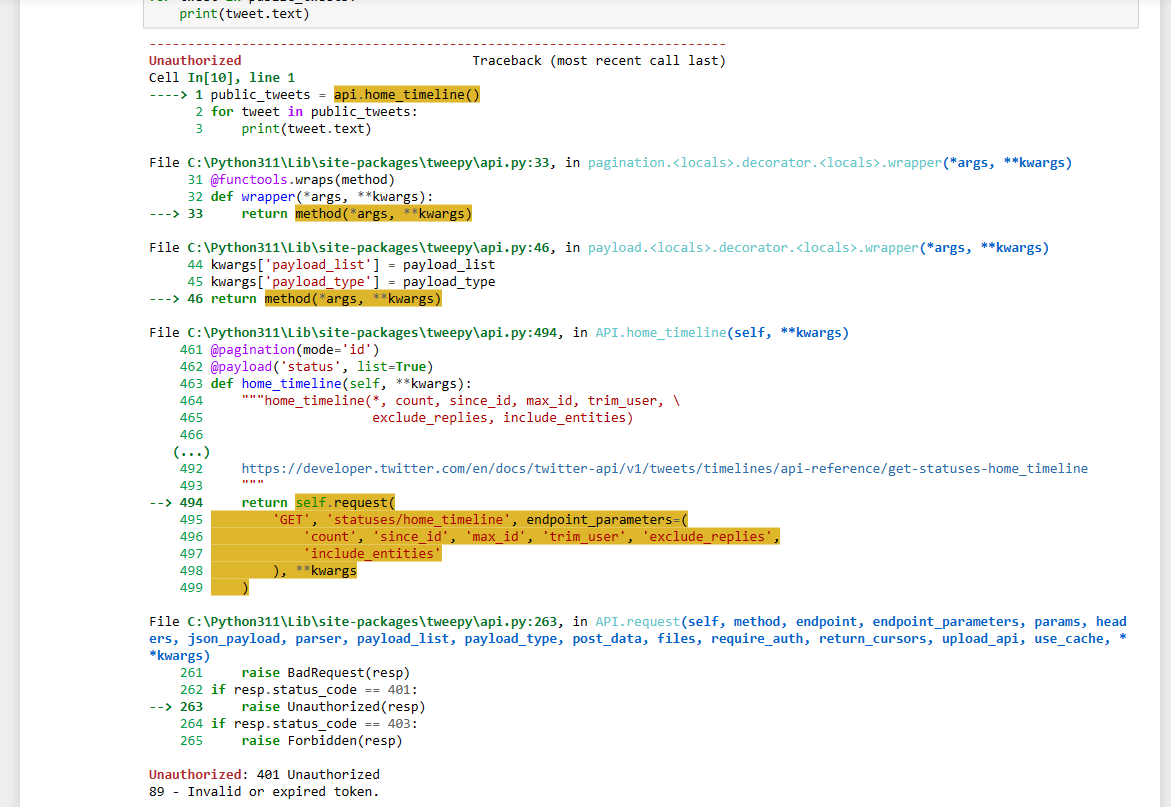 print(tweet.text)
---------------------------------------------------------------------------
Unauthorized                              Traceback (most recent call last)
Cell In[10], line 1
----> 1 public_tweets = api.home_timeline()
      2 for tweet in public_tweets:
      3     print(tweet.text)
File C:\Python311\Lib\site-packages\tweepy\api.py:33, in pagination.<locals>.decorator.<locals>.wrapper(*args, **kwargs)
     31 @functools.wraps(method)
     32 def wrapper(*args, **kwargs):
---> 33     return method(*args, **kwargs)
File C:\Python311\Lib\site-packages\tweepy\api.py:46, in payload.<locals>.decorator.<locals>.wrapper(*args, **kwargs)
     44 kwargs['payload_list'] = payload_list
     45 kwargs['payload_type'] = payload_type
---> 46 return method(*args, **kwargs)
File C:\Python311\Lib\site-packages\tweepy\api.py:494, in API.home_timeline(self, **kwargs)
    461 @pagination(mode='id')
    462 @payload('status', list=True)
    463 def home_timeline(self, **kwargs):
    464     """home_timeline(*, count, since_id, max_id, trim_user, \
    465                      exclude_replies, include_entities)
    466
   (...)
    492     https://developer.twitter.com/en/docs/twitter-api/v1/tweets/timelines/api-reference/get-statuses-home_timeline
    493     """
--> 494     return self.request(
    495         'GET', 'statuses/home_timeline', endpoint_parameters=(
    496             'count', 'since_id', 'max_id', 'trim_user', 'exclude_replies',
    497             'include_entities'
    498         ), **kwargs
    499     )
File C:\Python311\Lib\site-packages\tweepy\api.py:263, in API.request(self, method, endpoint, endpoint_parameters, params, head
ers, json_payload, parser, payload_list, payload_type, post_data, files, require_auth, return_cursors, upload_api, use_cache, *
*kwargs)
    261     raise BadRequest(resp)
    262 if resp.status_code == 401:
--> 263     raise Unauthorized(resp)
    264 if resp.status_code == 403:
    265     raise Forbidden(resp)
Unauthorized: 401 Unauthorized
89 - Invalid or expired token.